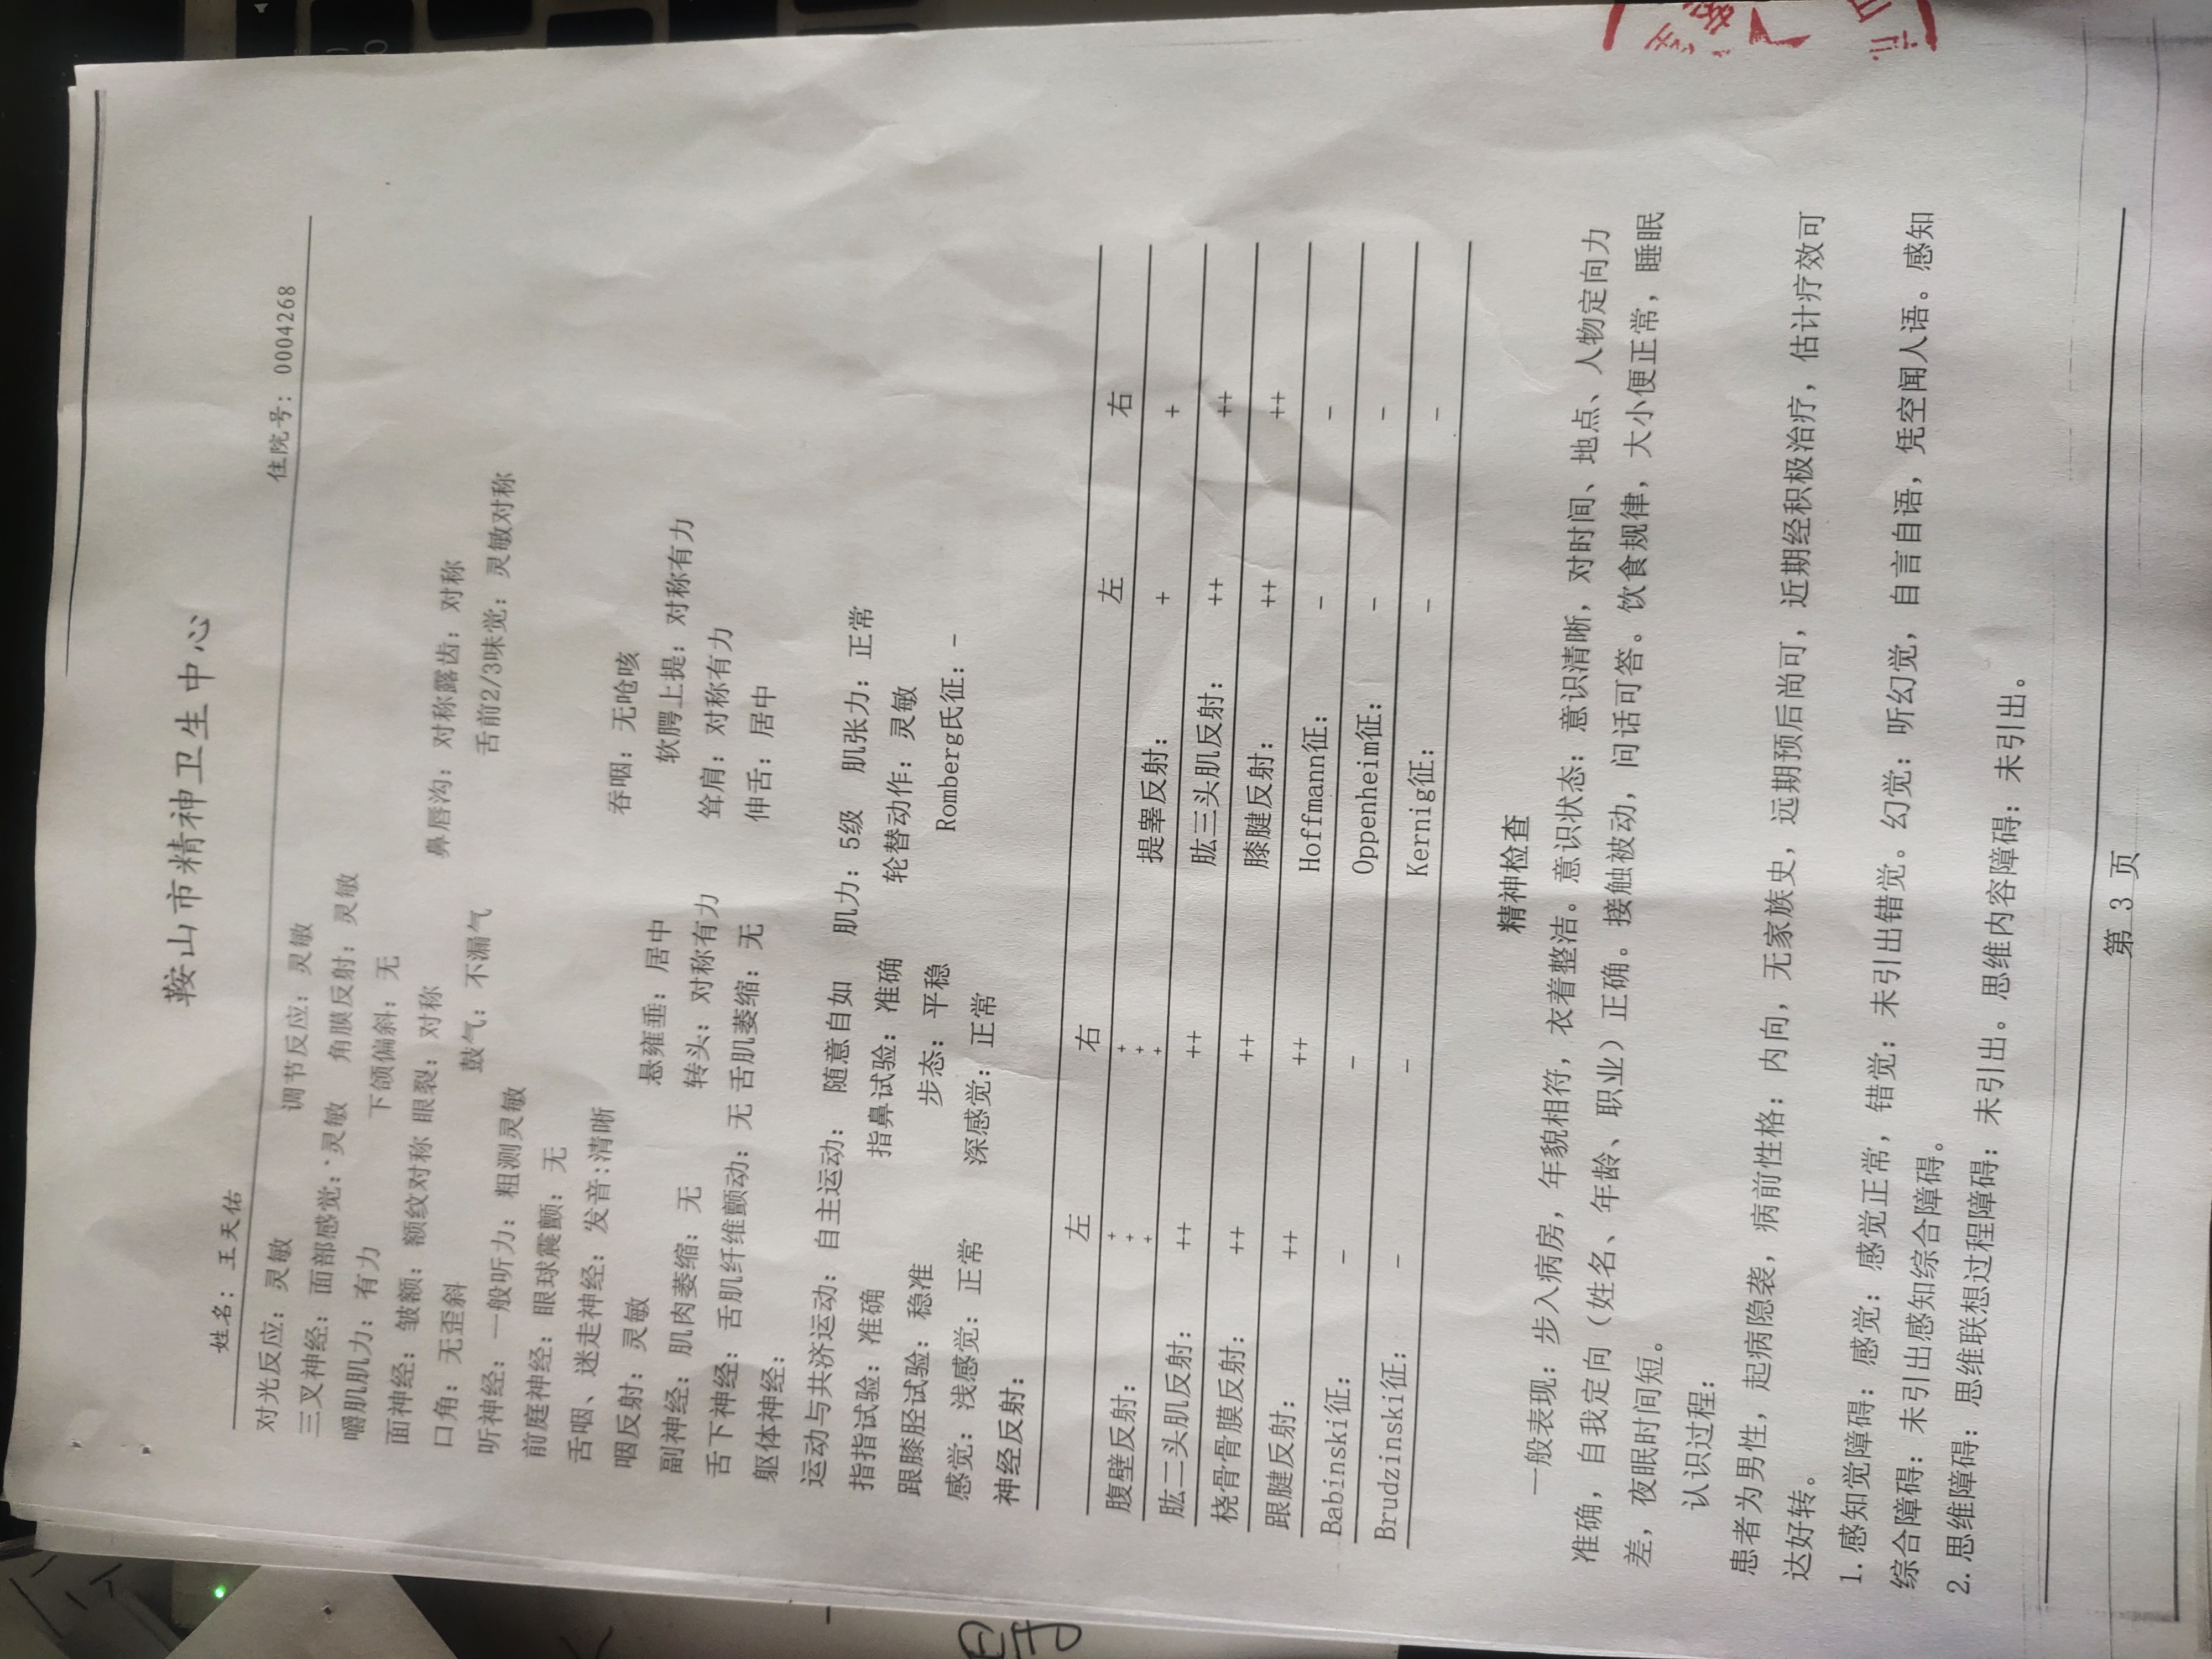 鞍山市精神卫生中心
姓名：王天佑
住院号：0004268
对光反应：灵敏 调节反应：灵敏
三叉神经：面部感觉：灵敏 角膜反射：灵敏
嚼肌肌力：有力 下颌偏斜：无
面神经：皱额：额纹对称 眼裂：对称 鼻唇沟：对称露齿：对称
口角：无歪斜 鼓气：不漏气 舌前2/3味觉：灵敏对称
听神经：一般听力：粗测灵敏
前庭神经：眼球震颤：无
舌咽、迷走神经：发音:清晰 吞咽：无呛咳
咽反射：灵敏 悬雍垂：居中 软腭上提：对称有力
副神经：肌肉萎缩：无 转头：对称有力 耸肩：对称有力
舌下神经：舌肌纤维颤动：无 舌肌萎缩：无 伸舌：居中
躯体神经：
运动与共济运动：自主运动： 随意自如 肌力：5级 肌张力：正常
指指试验：准确 指鼻试验：准确 轮替动作：灵敏
跟膝胫试验：稳准 步态：平稳 Romberg氏征：-
感觉：浅感觉：正常 深感觉：正常
神经反射：
左 右 左 右
腹壁反射： +++ +++ 提睾反射： + +
肱二头肌反射： ++ ++ 肱三头肌反射： ++ ++
桡骨骨膜反射： ++ ++ 膝腱反射： ++ ++
跟腱反射： ++ ++ Hoffmann征： - -
Babinski征： - - Oppenheim征： - -
Brudzinski征： - - Kernig征： - -
精神检查
一般表现：步入病房，年貌相符，衣着整洁。意识状态：意识清晰，对时间、地点、人物定向力
准确，自我定向（姓名、年龄、职业）正确。接触被动，问话可答。饮食规律，大小便正常，睡眠
差，夜眠时间短。
认识过程：
患者为男性，起病隐袭，病前性格：内向，无家族史，远期预后尚可，近期经积极治疗，估计疗效可
达好转。
1.感知觉障碍：感觉：感觉正常，错觉：未引出错觉。幻觉：听幻觉，自言自语，凭空闻人语。感知
综合障碍：未引出感知综合障碍。
2.思维障碍：思维联想过程障碍：未引出。思维内容障碍：未引出。
第 3 页